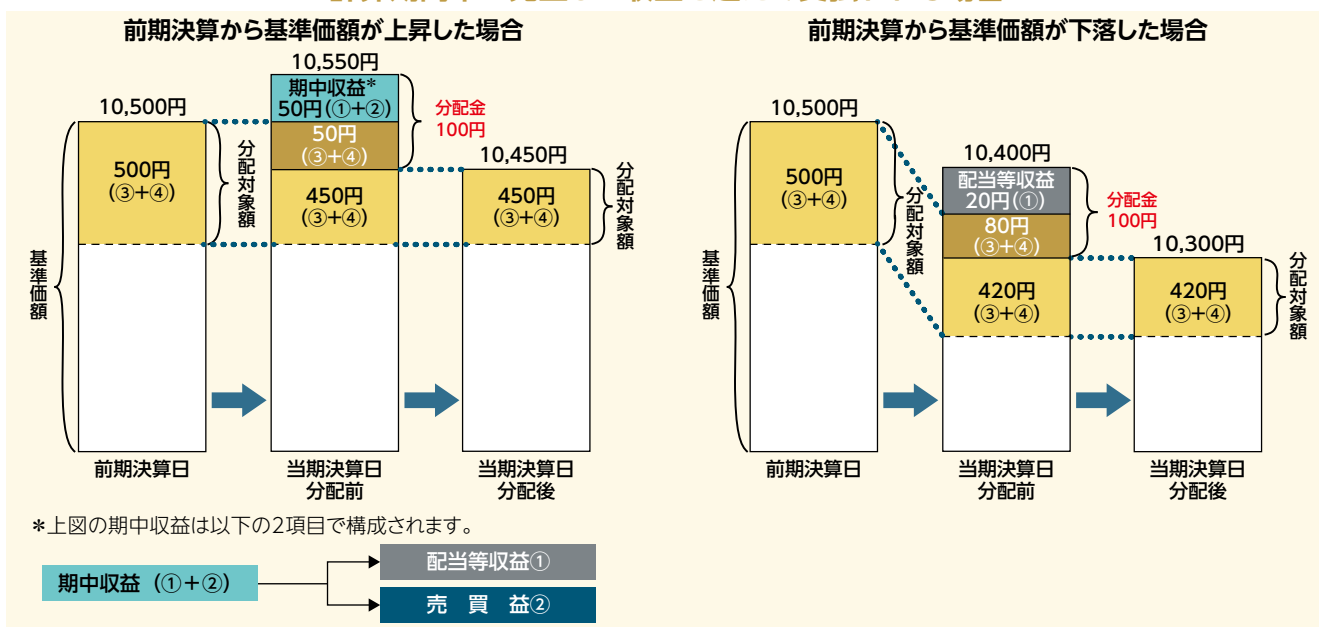 前期決算から基準価額が上昇した場合
10,500円
500円
(③+④)
分配対象額
基準価額
前期決算日
10,550円
期中収益*
50円(①+②)
50円
(③+④)
450円
(③+④)
分配金
100円
当期決算日
分配前
10,450円
450円
(③+④)
分配対象額
当期決算日
分配後
*上図の期中収益は以下の2項目で構成されます。
期中収益 (①+②)
配当等収益①
売 買 益②
前期決算から基準価額が下落した場合
10,500円
500円
(③+④)
分配対象額
基準価額
前期決算日
10,400円
配当等収益
20円(①)
80円
(③+④)
420円
(③+④)
分配金
100円
当期決算日
分配前
10,300円
420円
(③+④)
分配対象額
当期決算日
分配後